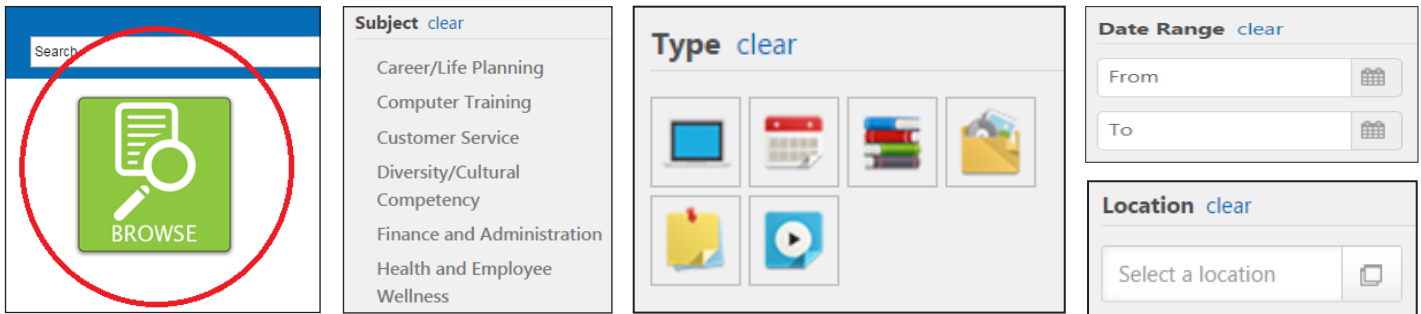 Search
BROWSE
Subject clear
Career/Life Planning
Computer Training
Customer Service
Diversity/Cultural
Competency
Finance and Administration
Health and Employee
Wellness
Type clear
Date Range clear
From
To
Location clear
Select a location